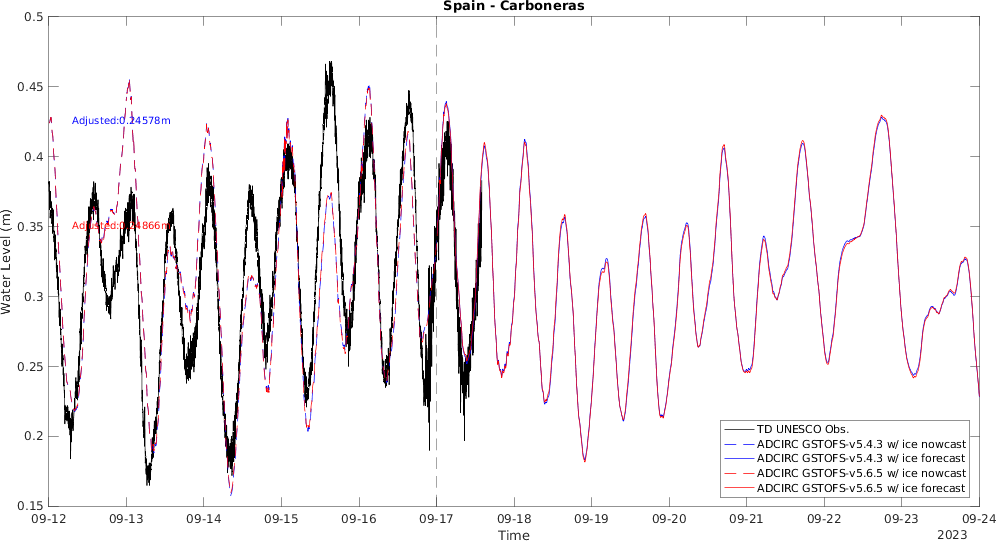 Spain - Carboneras
0.5
0.45
0.4
0.35
0.3
0.25
0.2
0.15
Water Level (m)
Adjusted:0.24578m
Adjusted:0.24866m
TD UNESCO Obs.
ADCIRC GSTOFS-v5.4.3 w/ ice nowcast
ADCIRC GSTOFS-v5.4.3 w/ ice forecast
ADCIRC GSTOFS-v5.6.5 w/ ice nowcast
ADCIRC GSTOFS-v5.6.5 w/ ice forecast
09-12 09-13 09-14 09-15 09-16 09-17 09-18 09-19 09-20 09-21 09-22 09-23 09-24
Time
2023